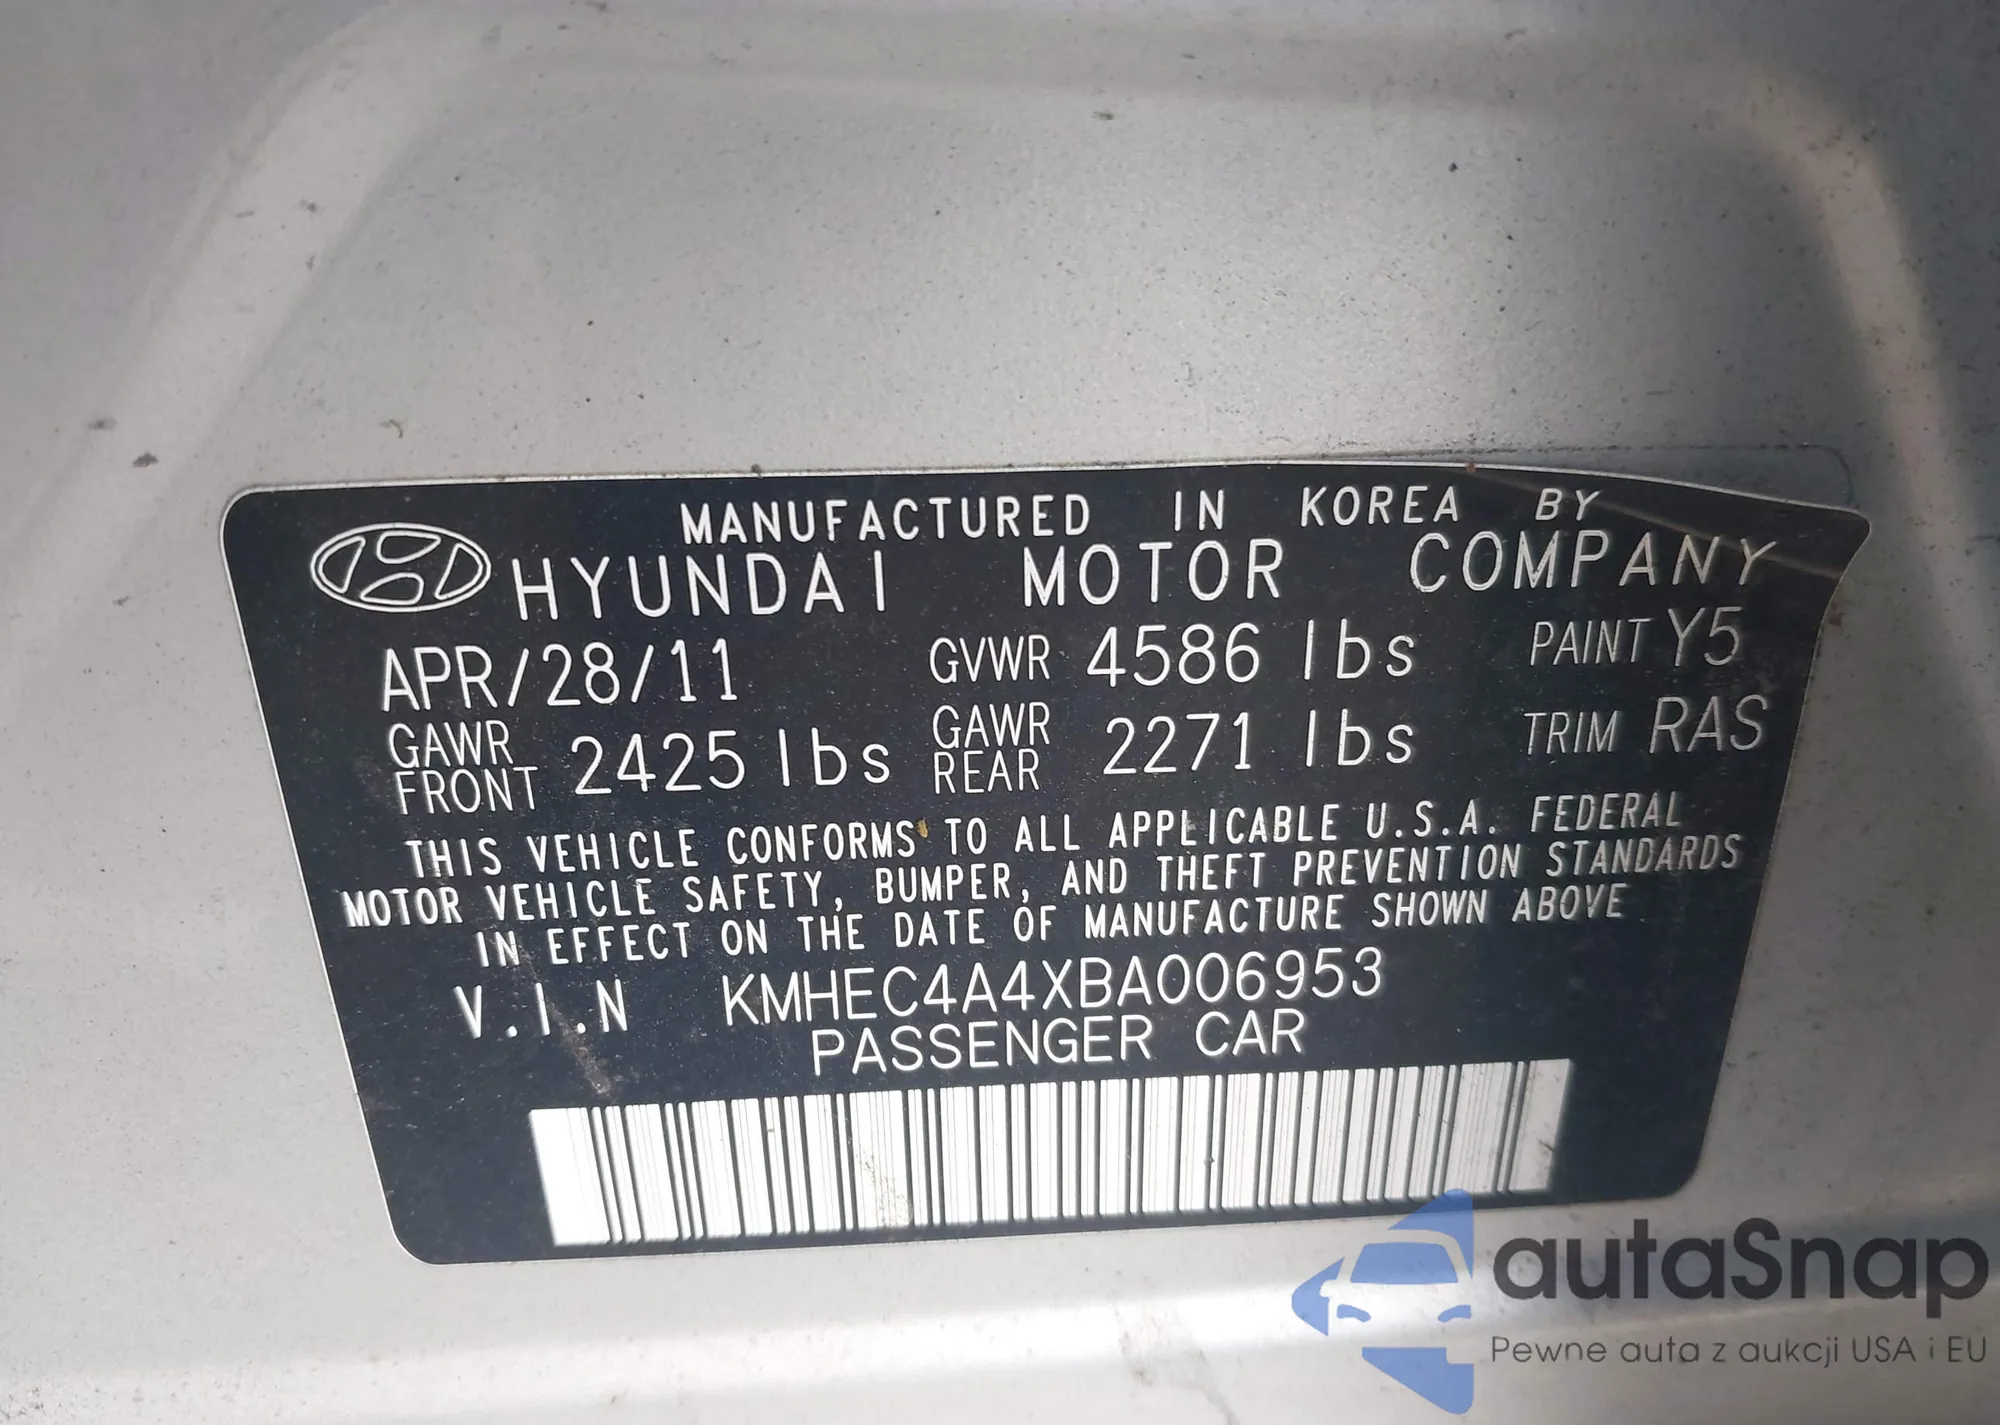 MANUFACTURED IN KOREA BY
HYUNDAI MOTOR COMPANY
APR/28/11 GVWR 4586 lbs PAINT Y5
GAWR FRONT 2425 lbs GAWR REAR 2271 lbs TRIM RAS
THIS VEHICLE CONFORMS TO ALL APPLICABLE U.S.A. FEDERAL
MOTOR VEHICLE SAFETY, BUMPER, AND THEFT PREVENTION STANDARDS
IN EFFECT ON THE DATE OF MANUFACTURE SHOWN ABOVE
V.I.N KMHEC4A4XBA006953
PASSENGER CAR
autaSnap
Pewne auta z aukcji USA i EU